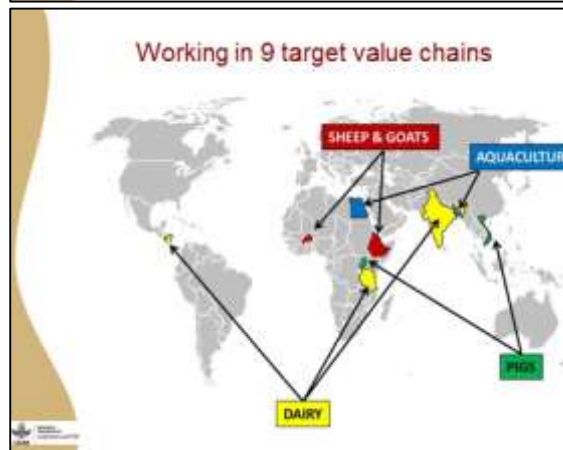 Working in 9 target value chains
SHEEP & GOATS
AQUACULTUR
PIGS
DAIRY